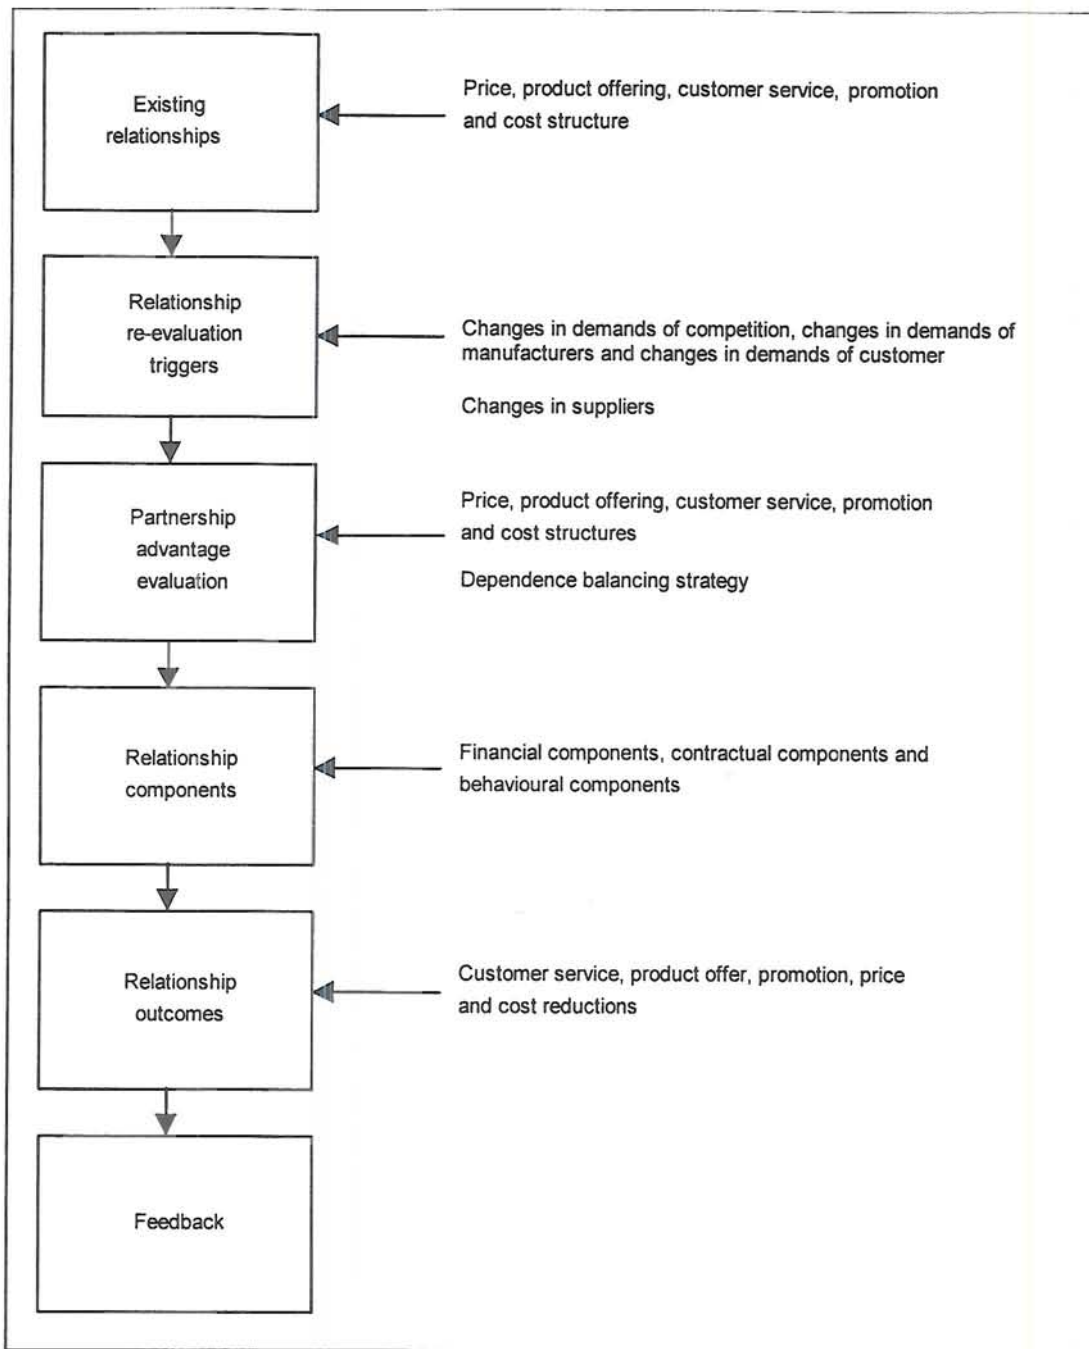 Existing
relationships
Price, product offering, customer service, promotion
and cost structure
Relationship
re-evaluation
triggers
Changes in demands of competition, changes in demands of
manufacturers and changes in demands of customer
Changes in suppliers
Partnership
advantage
evaluation
Price, product offering, customer service, promotion
and cost structures
Dependence balancing strategy
Relationship
components
Financial components, contractual components and
behavioural components
Relationship
outcomes
Customer service, product offer, promotion, price
and cost reductions
Feedback